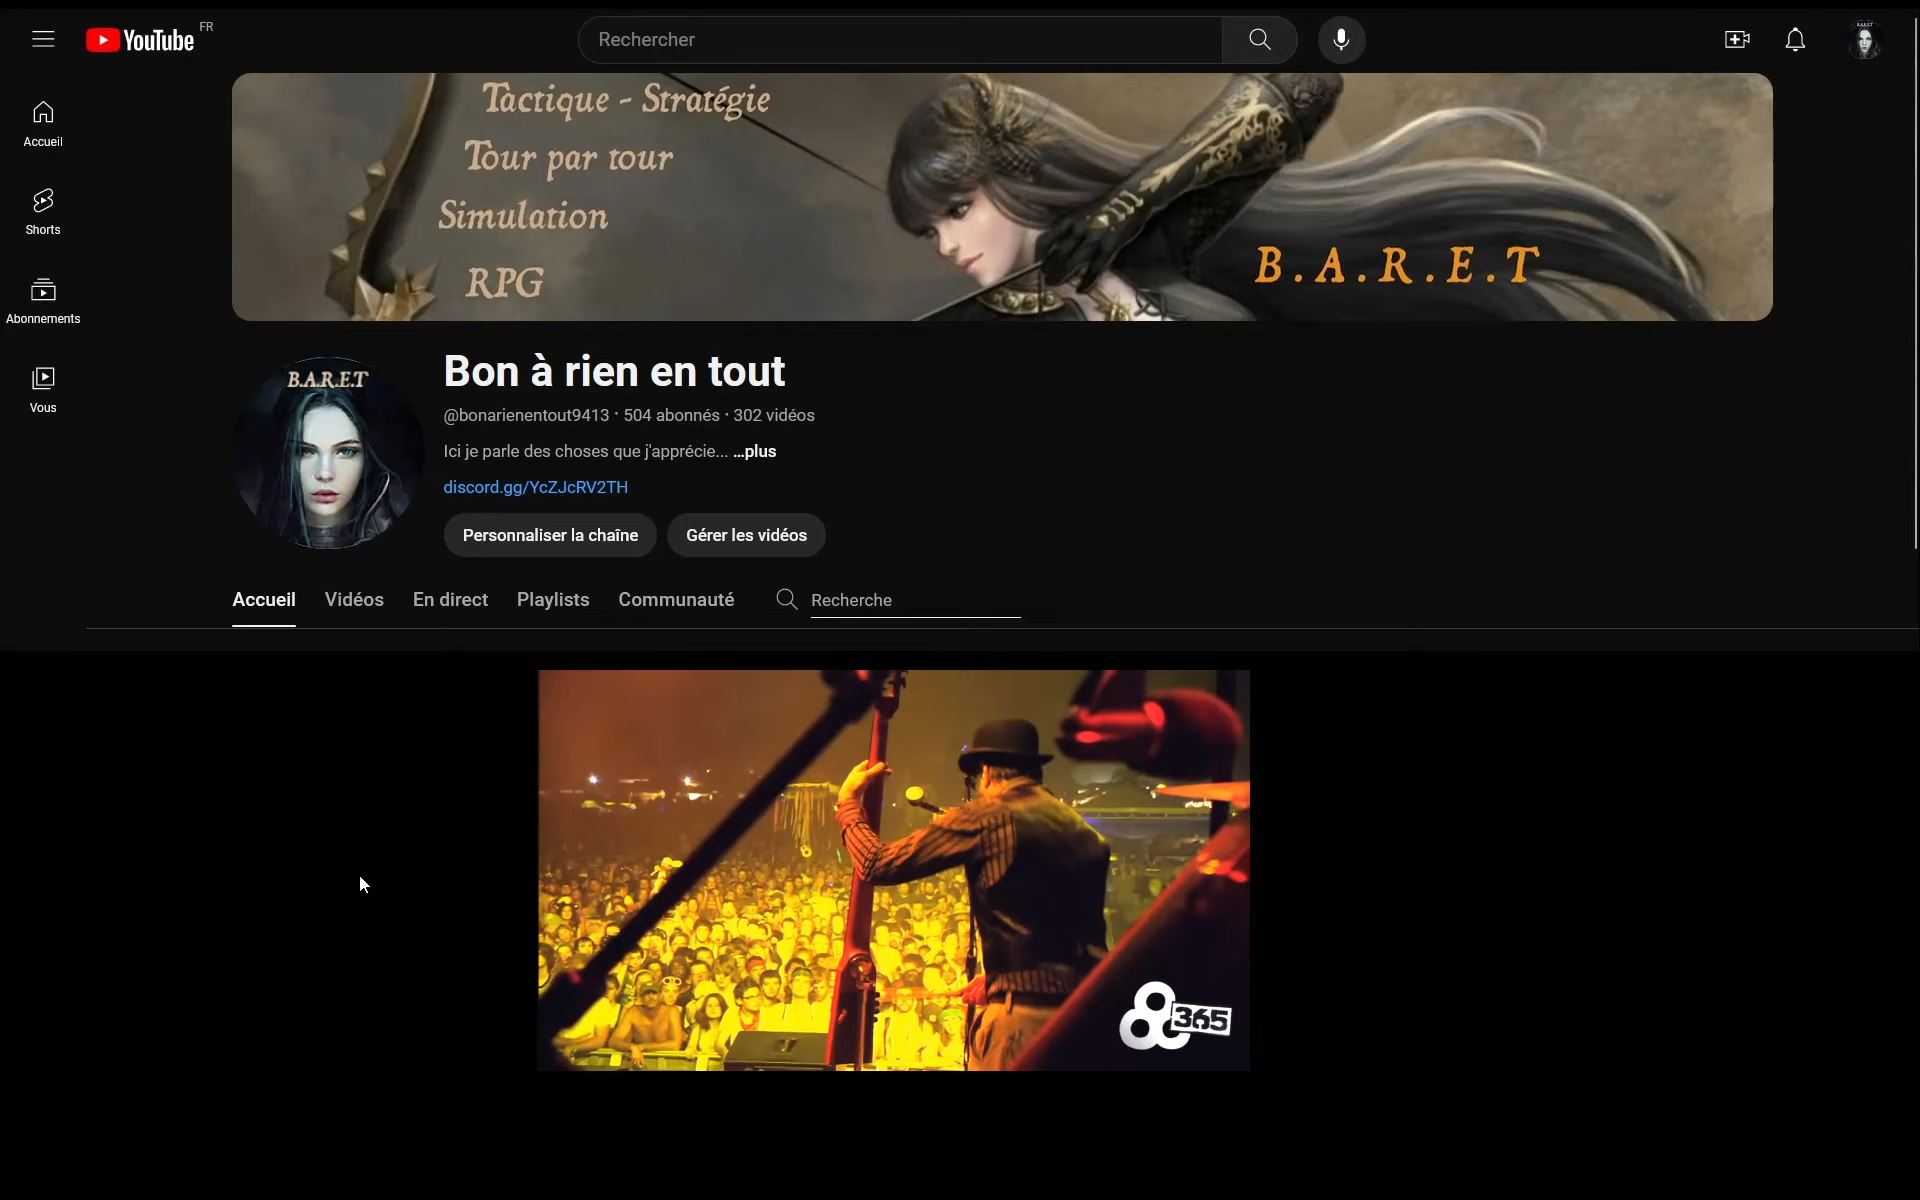 YouTube FR
Rechercher
Accueil
Shorts
Abonnements
Vous
Tactique - Stratégie
Tour par tour
Simulation
RPG
B.A.R.E.T
B.A.R.E.T
Bon à rien en tout
@bonarienentout9413 · 504 abonnés · 302 vidéos
Ici je parle des choses que j'apprécie... ...plus
discord.gg/YcZJcRV2TH
Personnaliser la chaîne Gérer les vidéos
Accueil Vidéos En direct Playlists Communauté Recherche
365